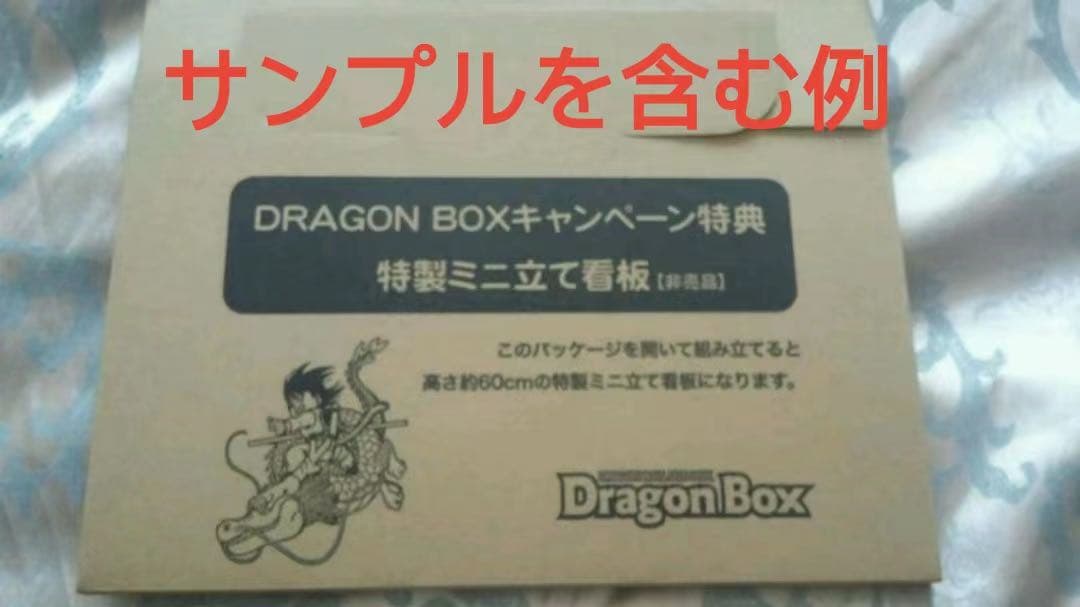 サンプルを含む例
DRAGON BOXキャンペーン特典
特製ミニ立て看板【非売品】
このパッケージを開いて組み立てると
高さ約60cmの特製ミニ立て看板になります。
Dragon Box